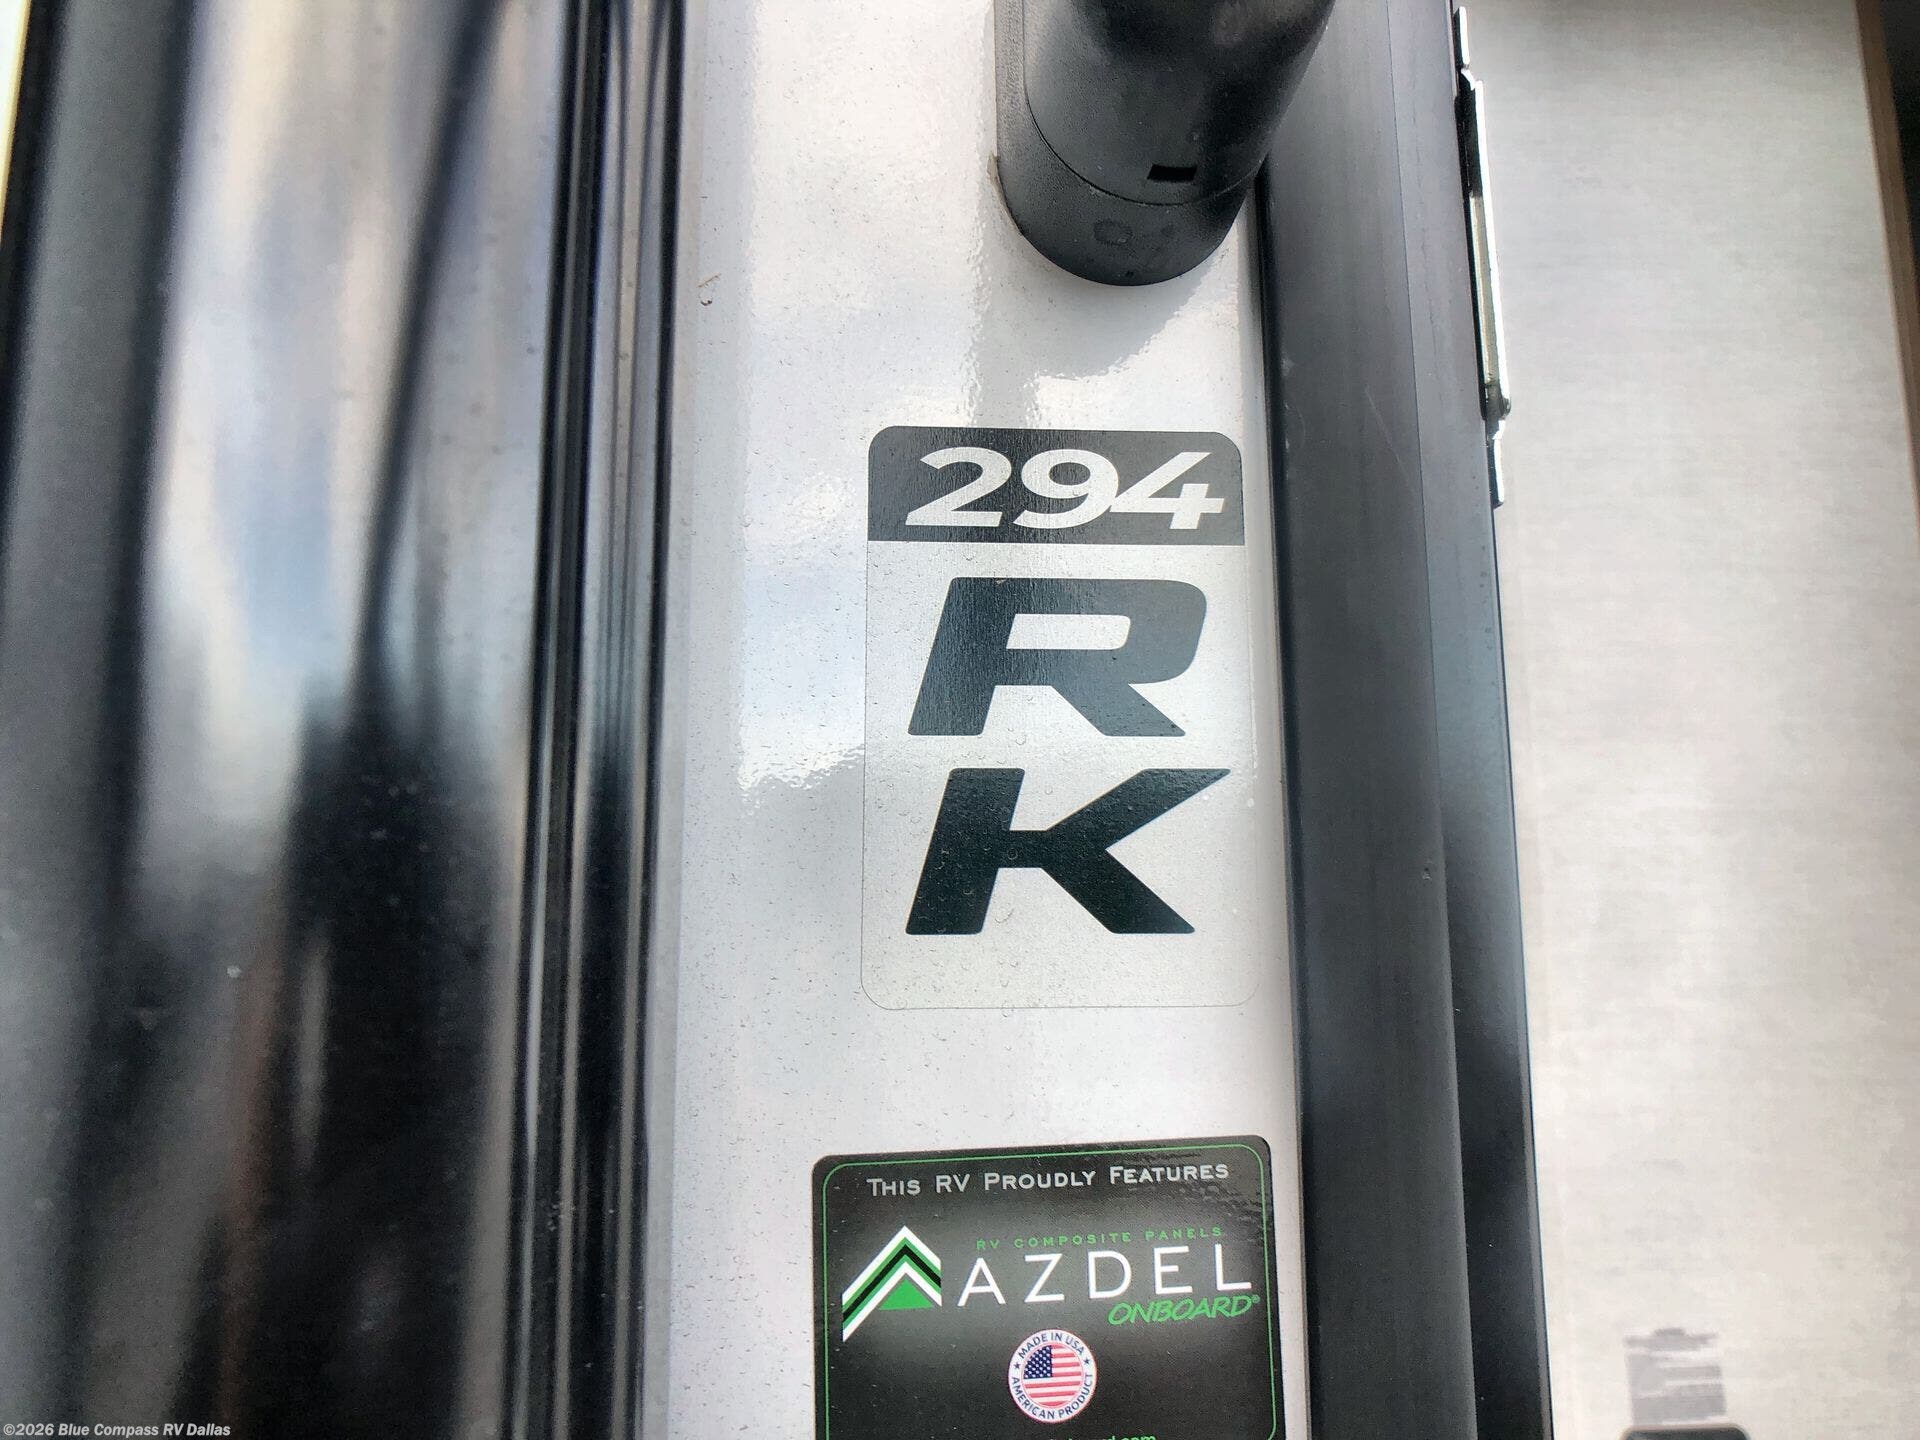 294
R
K
THIS RV PROUDLY FEATURES
RV COMPOSITE PANELS
AZDEL
ONBOARD®
MADE IN USA
AMERICAN PRODUCT
©2026 Blue Compass RV Dallas